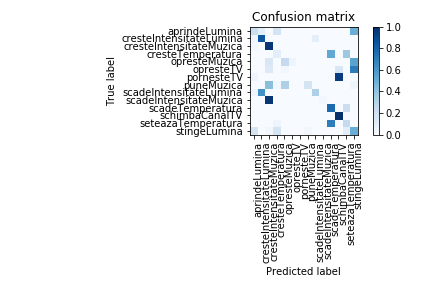 Confusion matrix
True label
aprindeLumina
cresteIntensitateLumina
cresteIntensitateMuzica
cresteTemperatura
opresteMuzica
opresteTV
pornesteTV
puneMuzica
scadeIntensitateLumina
scadeIntensitateMuzica
scadeTemperatura
schimbaCanalTV
seteazaTemperatura
stingeLumina
aprindeLumina
cresteIntensitateLumina
cresteIntensitateMuzica
cresteTemperatura
opresteMuzica
opresteTV
pornesteTV
puneMuzica
scadeIntensitateLumina
scadeIntensitateMuzica
scadeTemperatura
schimbaCanalTV
seteazaTemperatura
stingeLumina
Predicted label
1.0
0.8
0.6
0.4
0.2
0.0